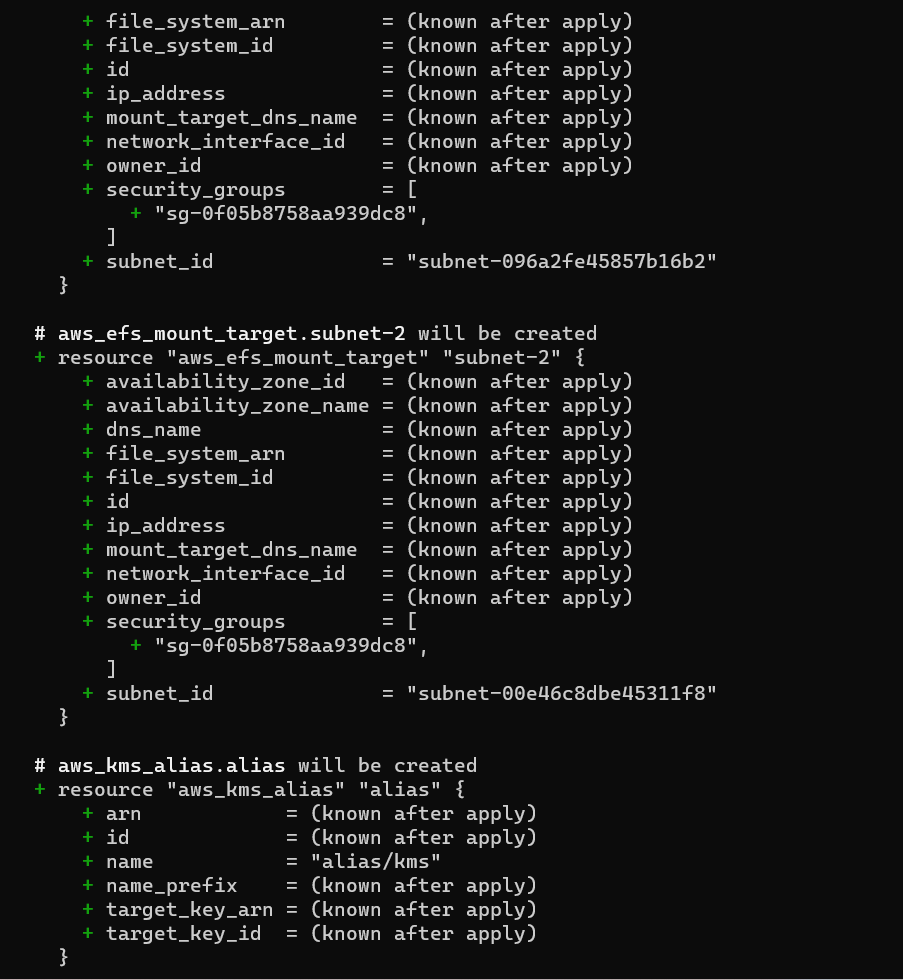 + file_system_arn        = (known after apply)
+ file_system_id         = (known after apply)
+ id                     = (known after apply)
+ ip_address             = (known after apply)
+ mount_target_dns_name  = (known after apply)
+ network_interface_id   = (known after apply)
+ owner_id               = (known after apply)
+ security_groups        = [
+ "sg-0f05b8758aa939dc8",
]
+ subnet_id              = "subnet-096a2fe45857b16b2"
}
# aws_efs_mount_target.subnet-2 will be created
+ resource "aws_efs_mount_target" "subnet-2" {
+ availability_zone_id   = (known after apply)
+ availability_zone_name = (known after apply)
+ dns_name               = (known after apply)
+ file_system_arn        = (known after apply)
+ file_system_id         = (known after apply)
+ id                     = (known after apply)
+ ip_address             = (known after apply)
+ mount_target_dns_name  = (known after apply)
+ network_interface_id   = (known after apply)
+ owner_id               = (known after apply)
+ security_groups        = [
+ "sg-0f05b8758aa939dc8",
]
+ subnet_id              = "subnet-00e46c8dbe45311f8"
}
# aws_kms_alias.alias will be created
+ resource "aws_kms_alias" "alias" {
+ arn            = (known after apply)
+ id             = (known after apply)
+ name           = "alias/kms"
+ name_prefix    = (known after apply)
+ target_key_arn = (known after apply)
+ target_key_id  = (known after apply)
}